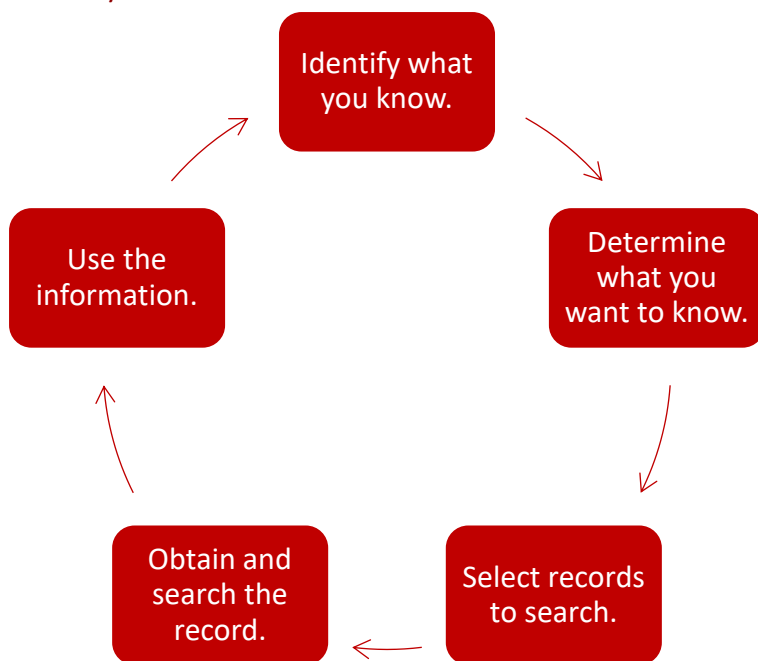 Identify what
you know.
Determine
what you
want to know.
Select records
to search.
Obtain and
search the
record.
Use the
information.